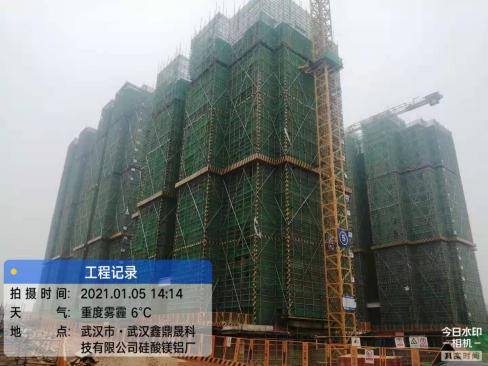 工程记录
拍摄时间: 2021.01.05 14:14
天 气: 重度雾霾 6℃
地 点: 武汉市·武汉鑫鼎晟科
技有限公司硅酸镁铝厂
今日水印
-相机-
真实时间